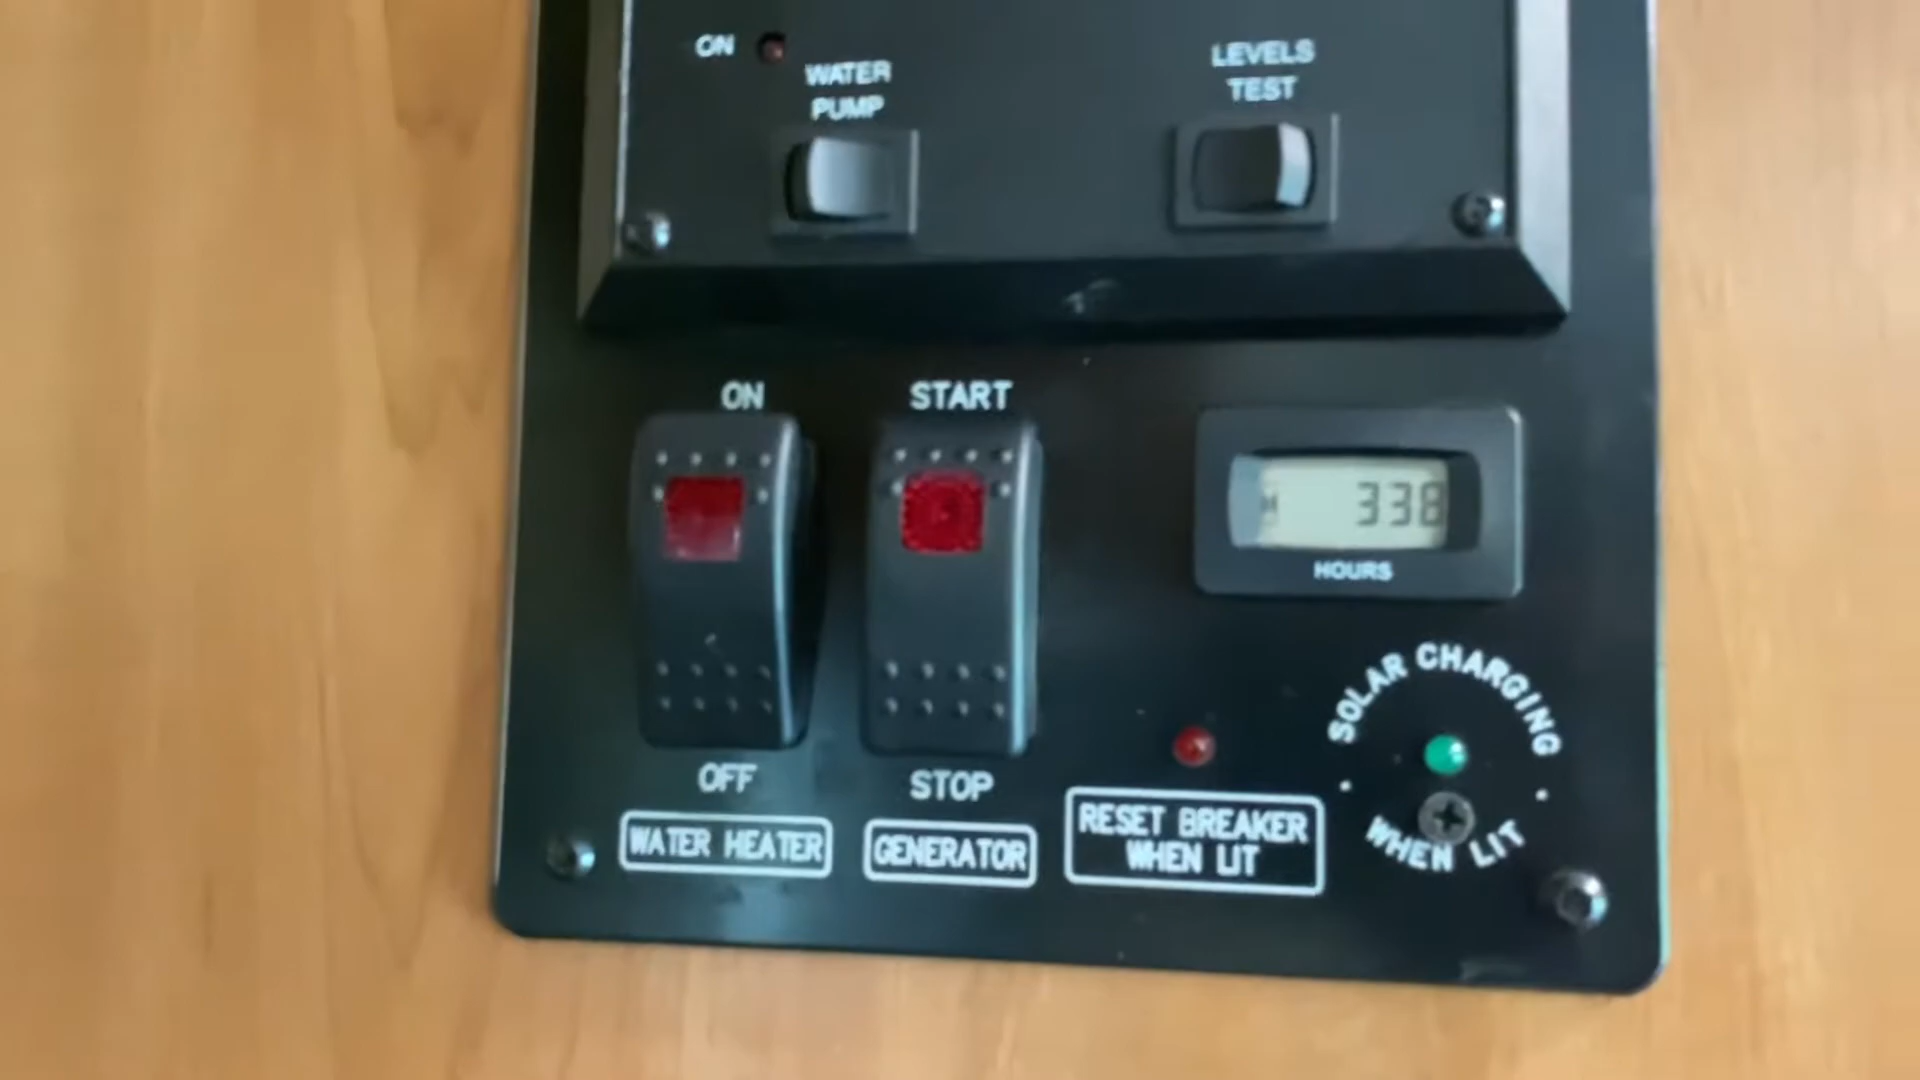 ON
WATER
PUMP
LEVELS
TEST
ON
START
338
HOURS
OFF
STOP
WATER HEATER
GENERATOR
RESET BREAKER
WHEN LIT
SOLAR CHARGING
WHEN LIT